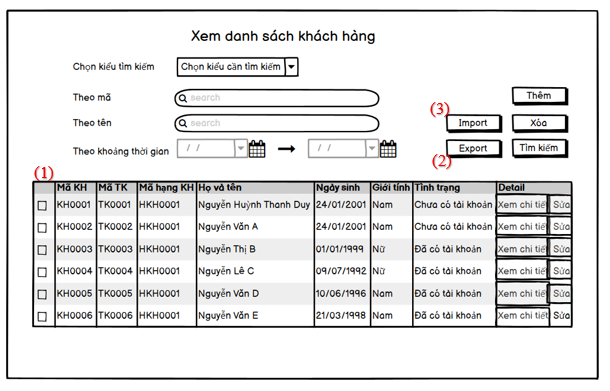 Xem danh sách khách hàng
Chọn kiểu tìm kiếm Chọn kiểu cần tìm kiếm
Theo mã search Thêm
(3)
Theo tên search Import Xóa
Theo khoảng thời gian / / / / Export Tìm kiếm
(1) (2)
Mã KH Mã TK Mã hạng KH Họ và tên Ngày sinh Giới tính Tình trạng Detail
KH0001 TK0001 HKH0001 Nguyễn Huỳnh Thanh Duy 24/01/2001 Nam Chưa có tài khoản Xem chi tiết Sửa
KH0002 TK0002 HKH0001 Nguyễn Văn A 24/01/2001 Nam Chưa có tài khoản Xem chi tiết Sửa
KH0003 TK0003 HKH0001 Nguyễn Thị B 01/01/1999 Nữ Đã có tài khoản Xem chi tiết Sửa
KH0004 TK0004 HKH0001 Nguyễn Lê C 09/07/1992 Nữ Đã có tài khoản Xem chi tiết Sửa
KH0005 TK0005 HKH0001 Nguyễn Văn D 10/06/1996 Nam Đã có tài khoản Xem chi tiết Sửa
KH0006 TK0006 HKH0001 Nguyễn Văn E 21/03/1998 Nam Đã có tài khoản Xem chi tiết Sửa